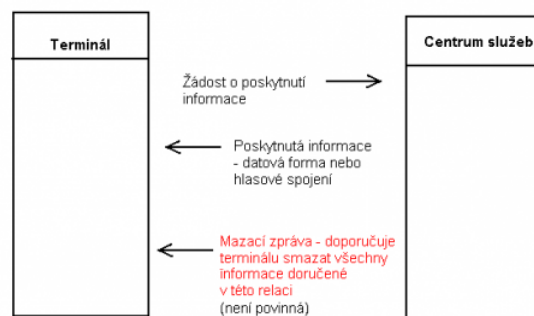 Terminál
Centrum služeb
Žádost o poskytnutí
informace
Poskytnutá informace
- datová forma nebo
hlasové spojení
Mazací zpráva - doporučuje
terminálu smazat všechny
informace doručené
v této relaci
(není povinná)